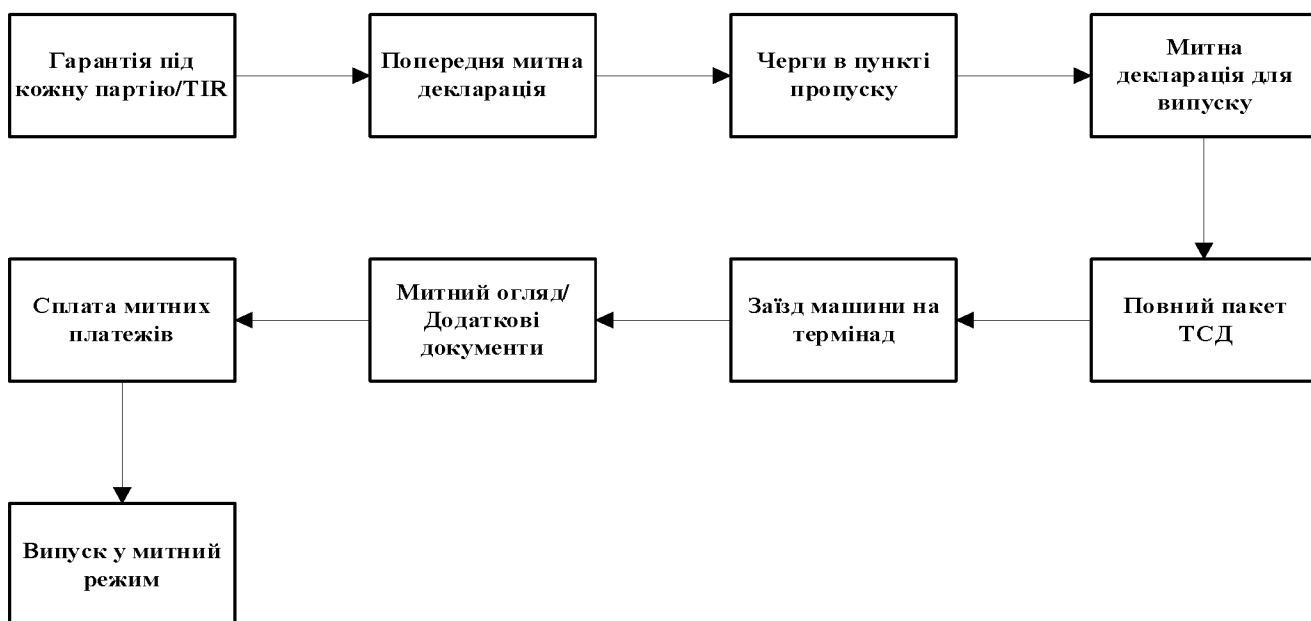 Гарантія під
кожну партію/TIR
Попередня митна
декларація
Черги в пункті
пропуску
Митна
декларація для
випуску
Повний пакет
ТСД
Заїзд машини на
термінад
Митний огляд/
Додаткові
документи
Сплата митних
платежів
Випуск у митний
режим